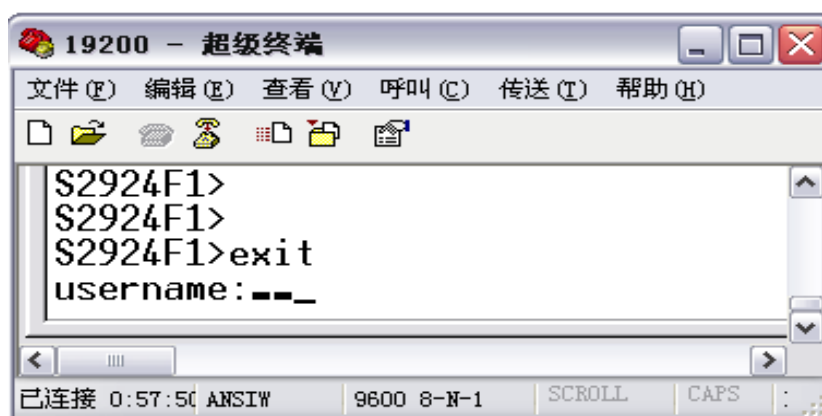 19200 - 超级终端
文件(F) 编辑(E) 查看(V) 呼叫(C) 传送(T) 帮助(H)
S2924F1>
S2924F1>
S2924F1>exit
username:
已连接 0:57:50 ANSIW 9600 8-N-1 SCROLL CAPS